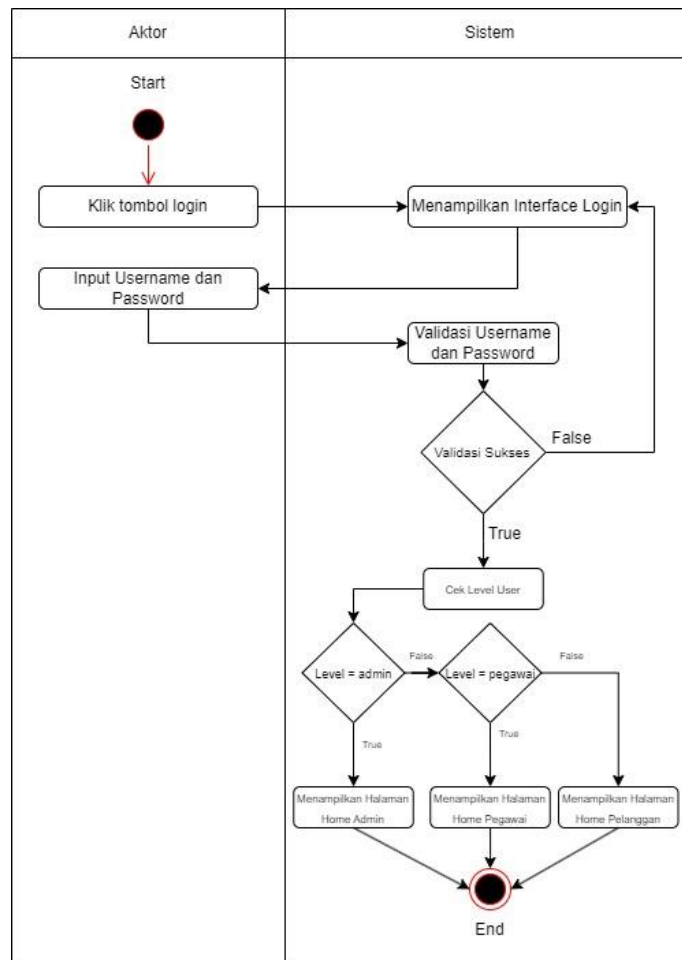 Aktor
Sistem
Start
Klik tombol login
Menampilkan Interface Login
Input Username dan
Password
Validasi Username
dan Password
Validasi Sukses
False
True
Cek Level User
Level = admin
False
Level = pegawai
False
True
True
Menampilkan Halaman
Home Admin
Menampilkan Halaman
Home Pegawai
Menampilkan Halaman
Home Pelanggan
End